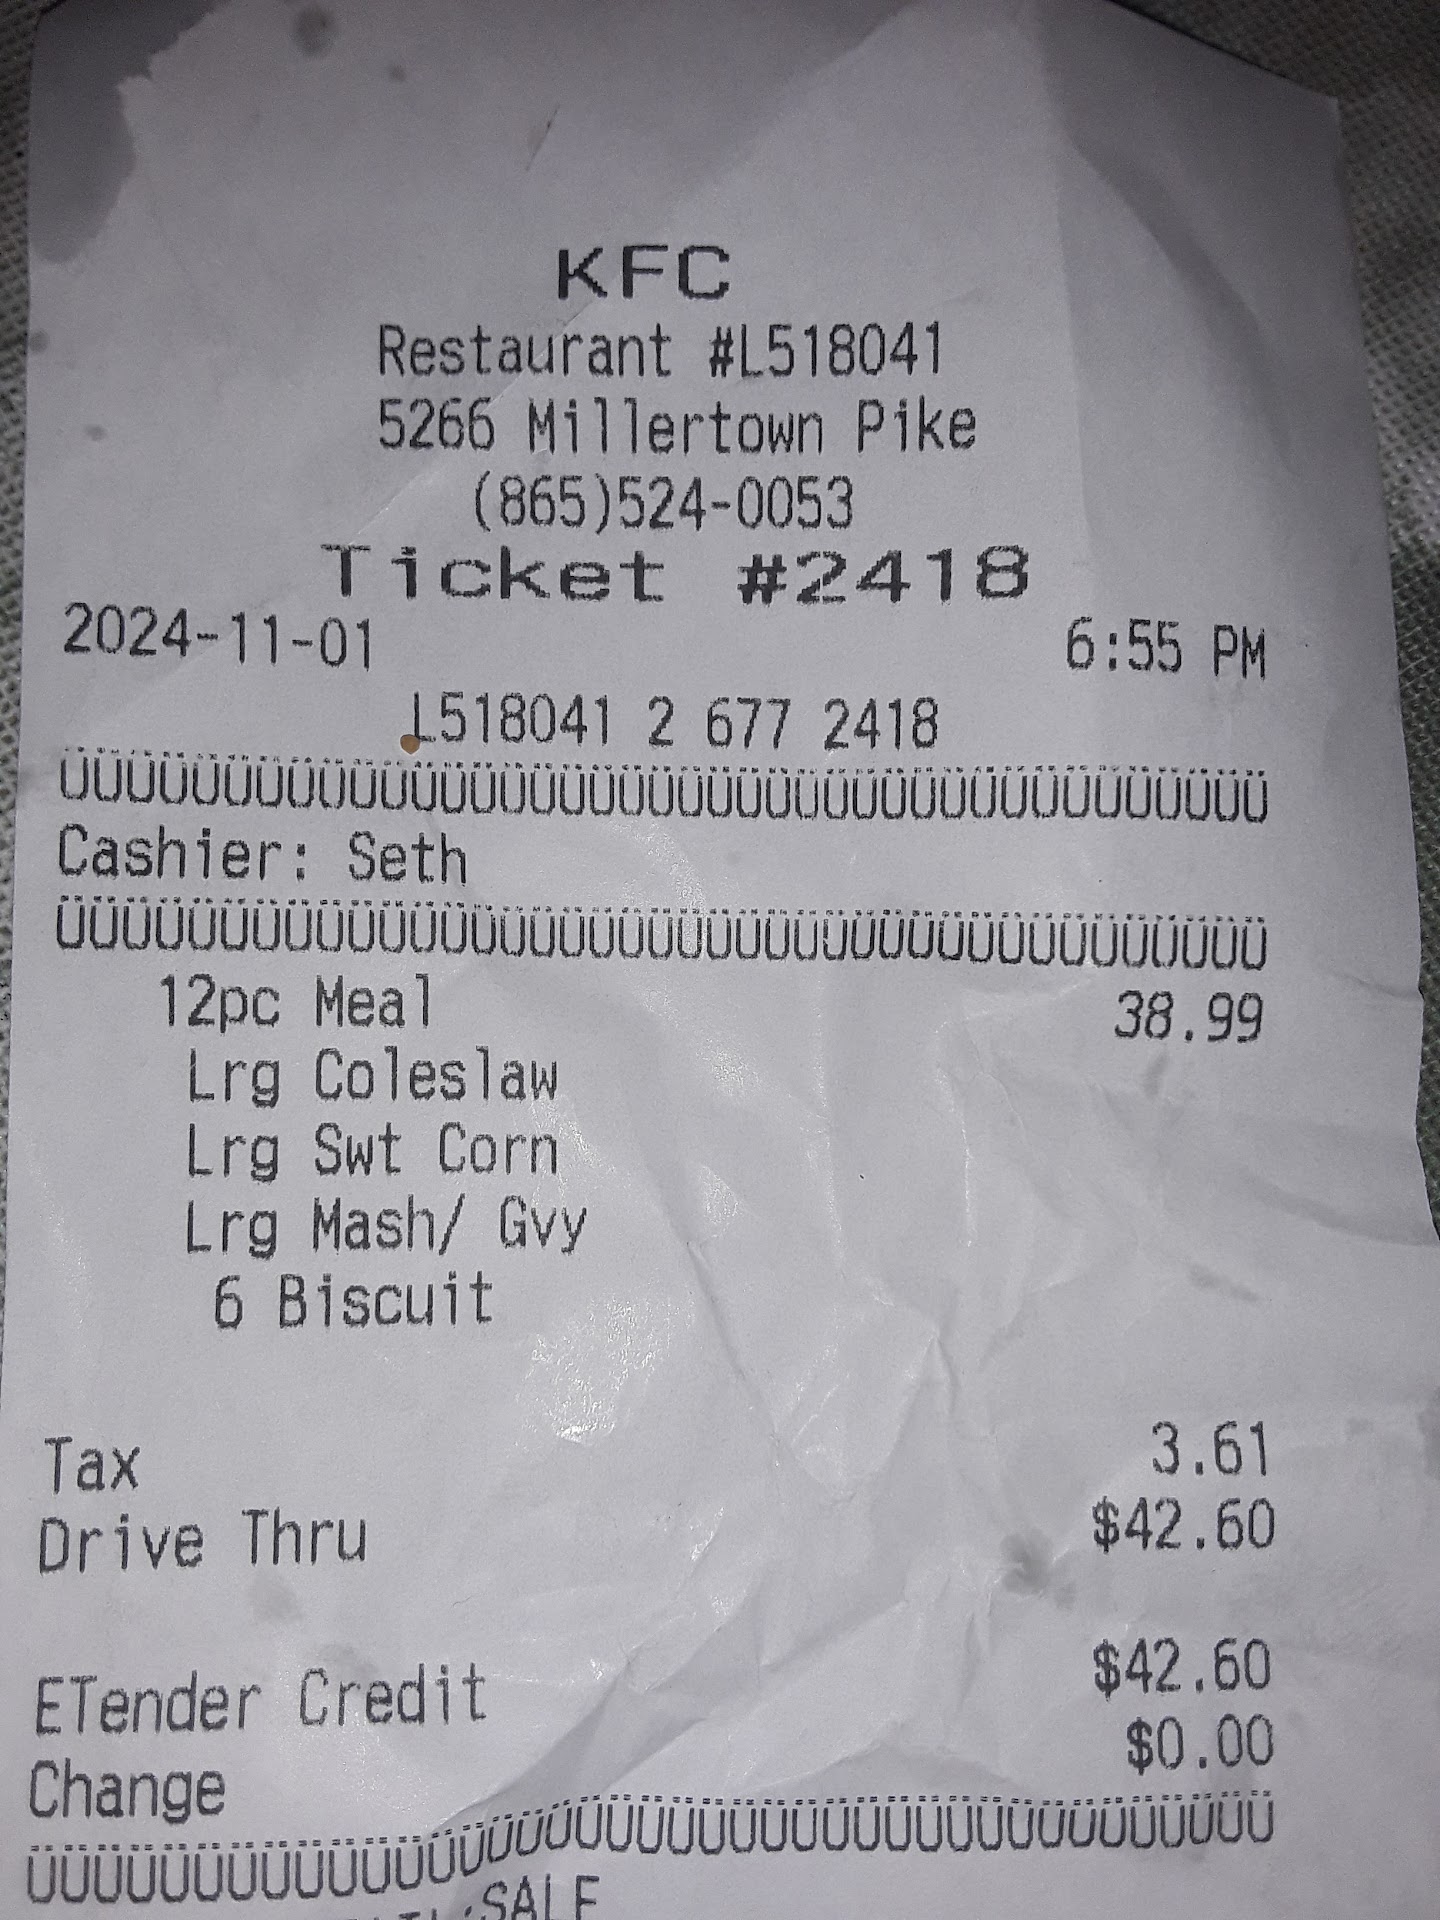 KFC
Restaurant #L518041
5266 Millertown Pike
(865)524-0053
Ticket #2418
2024-11-01 6:55 PM
L518041 2 677 2418
ÜÜÜÜÜÜÜÜÜÜÜÜÜÜÜÜÜÜÜÜÜÜÜÜÜÜÜÜÜÜÜÜÜÜÜÜÜÜÜÜ
Cashier: Seth
ÜÜÜÜÜÜÜÜÜÜÜÜÜÜÜÜÜÜÜÜÜÜÜÜÜÜÜÜÜÜÜÜÜÜÜÜÜÜÜÜ
12pc Meal 38.99
Lrg Coleslaw
Lrg Swt Corn
Lrg Mash/ Gvy
6 Biscuit
Tax 3.61
Drive Thru $42.60
ETender Credit $42.60
Change $0.00
ÜÜÜÜÜÜÜÜÜÜÜÜÜÜÜÜÜÜÜÜÜÜÜÜÜÜÜÜÜÜÜÜÜÜÜÜÜÜÜÜ
:SALE